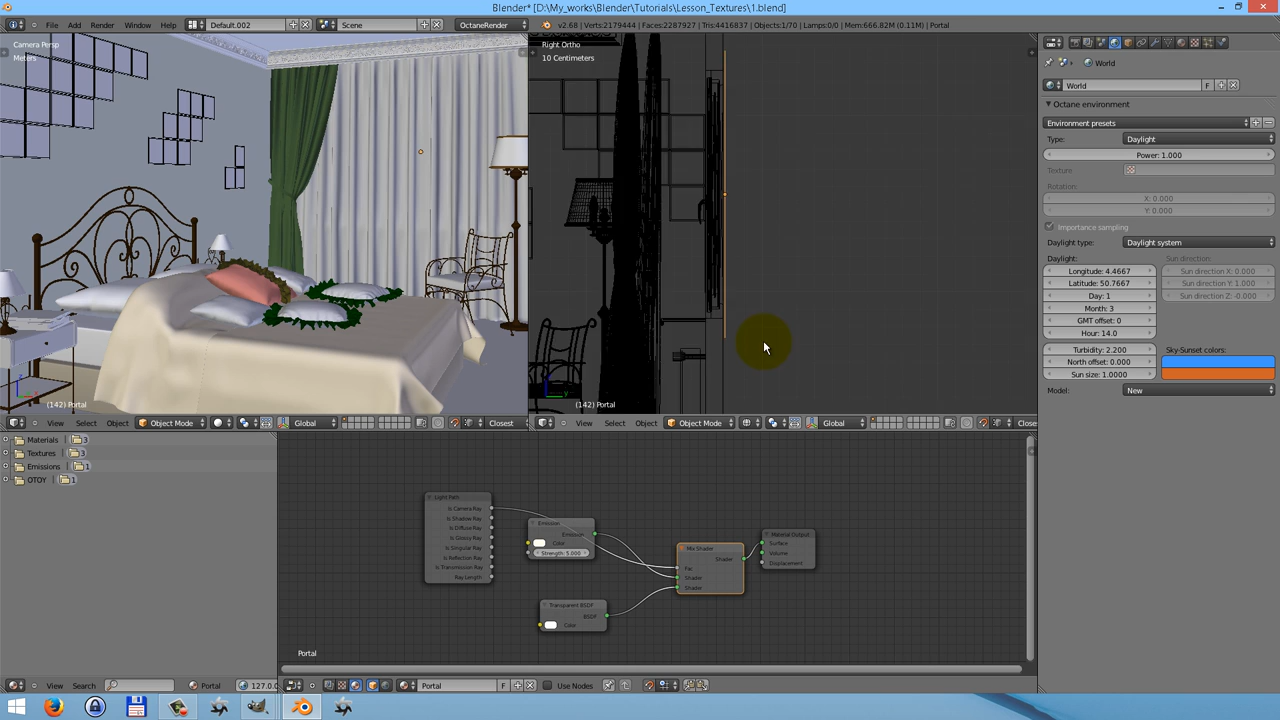 Blender* [D:\My_works\Blender\Tutorials\Lesson_Textures\1.blend]
File Add Render Window Help Default.002 Scene OctaneRender v2.68 | Verts:2179444 | Faces:2287927 | Tris:4416837 | Objects:1/70 | Lamps:0/0 | Mem:666.82M (0.11M) | Portal
Camera Persp
Meters
(142) Portal
Right Ortho
10 Centimeters
(142) Portal
World
World F
Octane environment
Environment presets
Type: Daylight
Power: 1.000
Texture
Rotation:
X: 0.000
Y: 0.000
Importance sampling
Daylight type: Daylight system
Daylight: Sun direction:
Longitude: 4.4667 Sun direction X: 0.000
Latitude: 50.7667 Sun direction Y: 1.000
Day: 1 Sun direction Z: -0.000
Month: 3
GMT offset: 0
Hour: 14.0
Turbidity: 2.200 Sky-Sunset colors:
North offset: 0.000
Sun size: 1.0000
Model: New
View Select Object Object Mode Global Closest
View Select Object Object Mode Global Close
Materials 3
Textures 3
Emissions 1
OTOY 1
Light Path
Is Camera Ray
Is Shadow Ray
Is Diffuse Ray
Is Glossy Ray
Is Singular Ray
Is Reflection Ray
Is Transmission Ray
Ray Length
Emission
Emission
Color
Strength: 5.000
Transparent BSDF
BSDF
Color
Mix Shader
Shader
Fac
Shader
Shader
Material Output
Surface
Volume
Displacement
Portal
View Search Portal 127.0.
Portal F Use Nodes